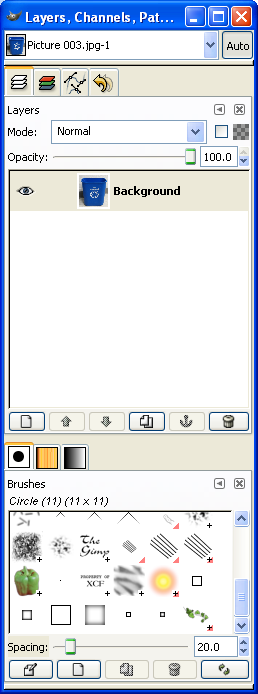 Layers, Channels, Pat...
Picture 003.jpg-1
Auto
Layers
Mode:
Normal
Opacity:
100.0
Background
Brushes
Circle (11) (11 x 11)
The
Gimp
PROPERTY OF
XCF
Spacing:
20.0